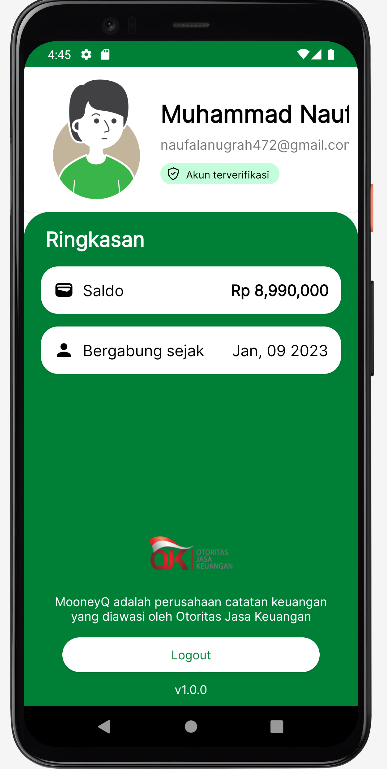 4:45
Muhammad Nauf
naufalanugrah472@gmail.com
Akun terverifikasi
Ringkasan
Saldo Rp 8,990,000
Bergabung sejak Jan, 09 2023
OJK
OTORITAS
JASA
KEUANGAN
MooneyQ adalah perusahaan catatan keuangan
yang diawasi oleh Otoritas Jasa Keuangan
Logout
v1.0.0